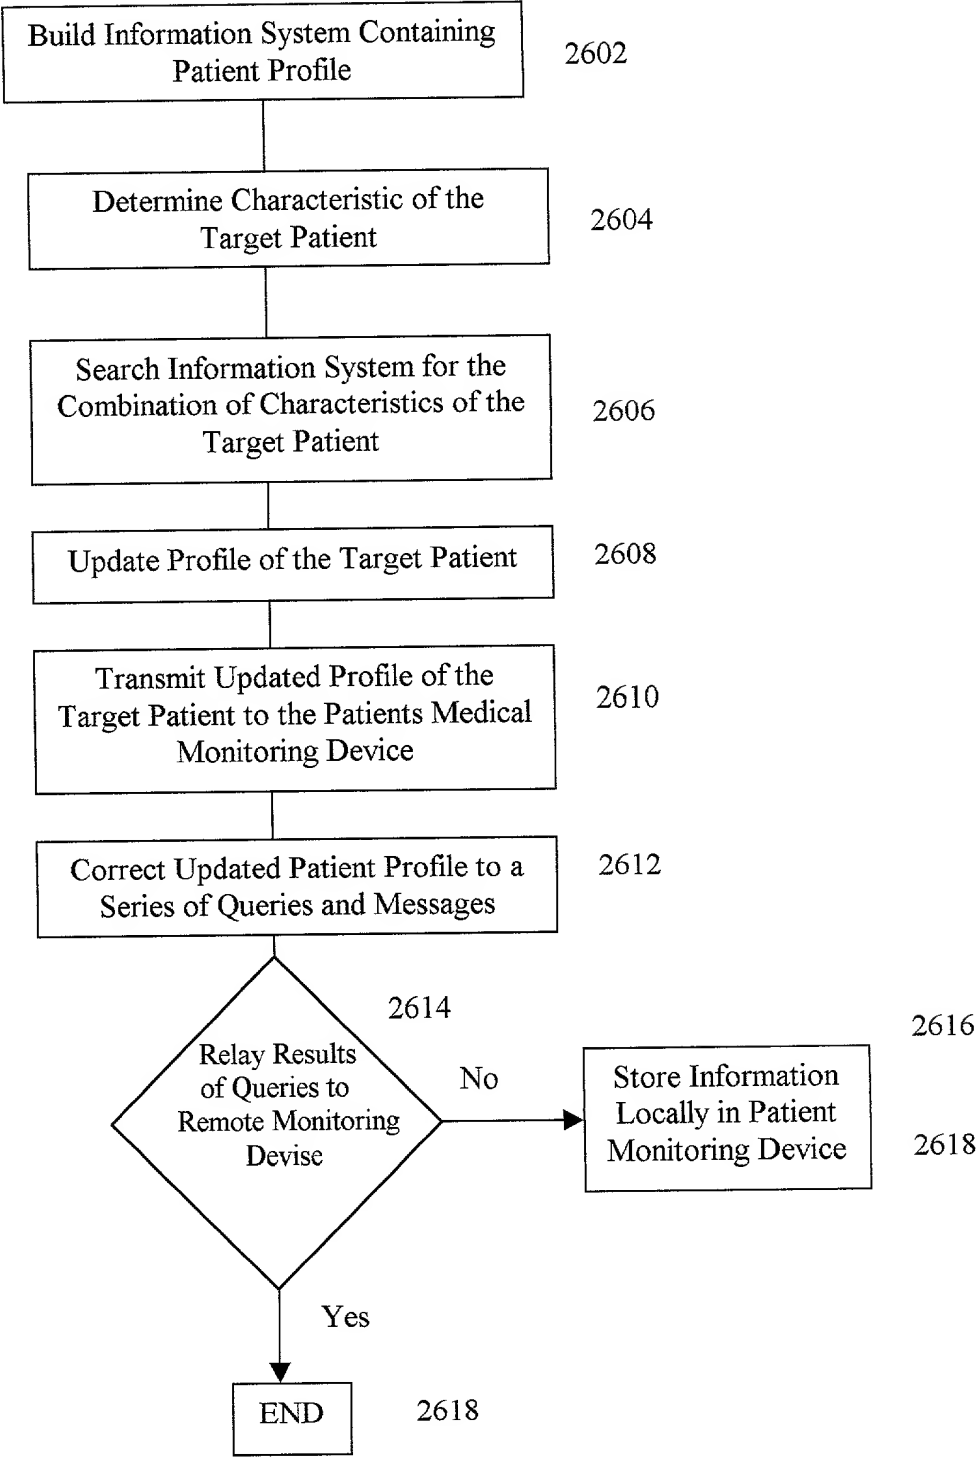 Build Information System Containing
Patient Profile
2602
Determine Characteristic of the
Target Patient
2604
Search Information System for the
Combination of Characteristics of the
Target Patient
2606
Update Profile of the Target Patient
2608
Transmit Updated Profile of the
Target Patient to the Patients Medical
Monitoring Device
2610
Correct Updated Patient Profile to a
Series of Queries and Messages
2612
2614
Relay Results
of Queries to
Remote Monitoring
Devise
No
2616
Store Information
Locally in Patient
Monitoring Device
2618
Yes
END
2618